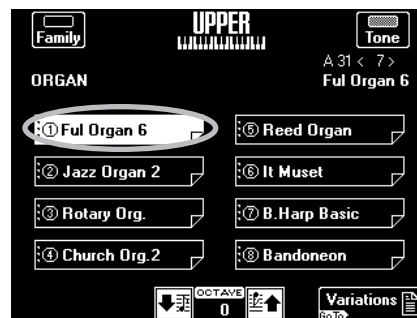 Family
UPPER
Tone
A 31 < 7 >
ORGAN
Ful Organ 6
① Ful Organ 6
⑤ Reed Organ
② Jazz Organ 2
⑥ It Muset
③ Rotary Org.
⑦ B.Harp Basic
④ Church Org.2
⑧ Bandoneon
OCTAVE
0
Variations
GoTo